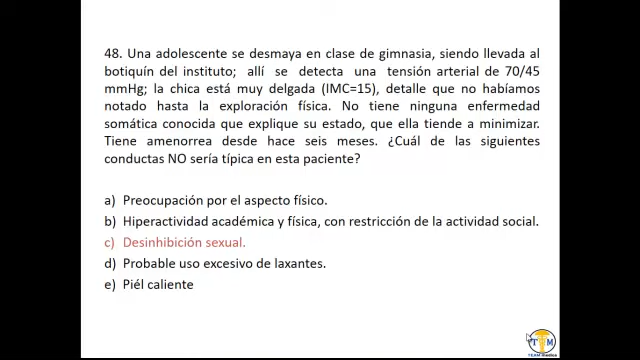 48. Una adolescente se desmaya en clase de gimnasia, siendo llevada al
botiquín del instituto; allí se detecta una tensión arterial de 70/45
mmHg; la chica está muy delgada (IMC=15), detalle que no habíamos
notado hasta la exploración física. No tiene ninguna enfermedad
somática conocida que explique su estado, que ella tiende a minimizar.
Tiene amenorrea desde hace seis meses. ¿Cuál de las siguientes
conductas NO sería típica en esta paciente?
a) Preocupación por el aspecto físico.
b) Hiperactividad académica y física, con restricción de la actividad social.
c) Desinhibición sexual.
d) Probable uso excesivo de laxantes.
e) Piél caliente
T M